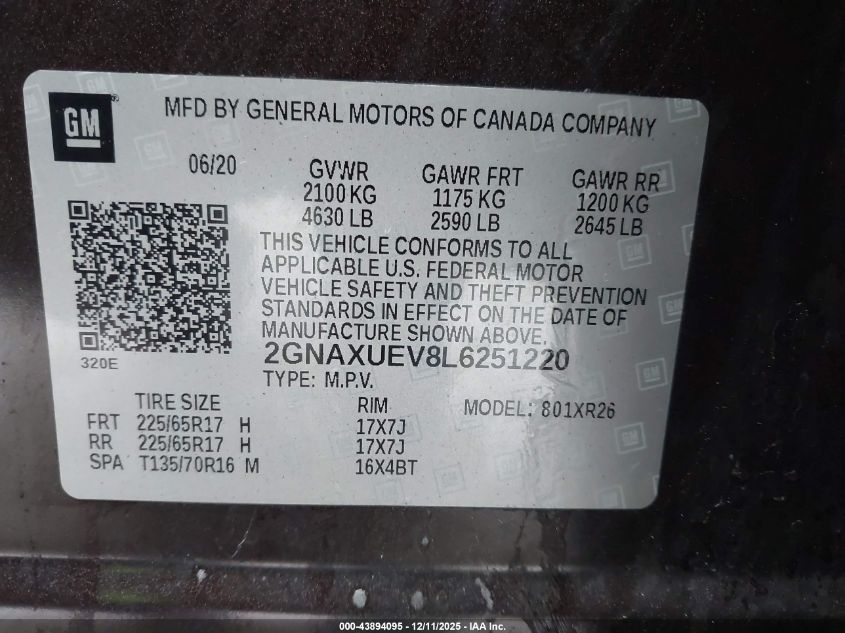 GM
MFD BY GENERAL MOTORS OF CANADA COMPANY
06/20
GVWR
2100 KG
4630 LB
GAWR FRT
1175 KG
2590 LB
GAWR RR
1200 KG
2645 LB
THIS VEHICLE CONFORMS TO ALL
APPLICABLE U.S. FEDERAL MOTOR
VEHICLE SAFETY AND THEFT PREVENTION
STANDARDS IN EFFECT ON THE DATE OF
MANUFACTURE SHOWN ABOVE.
320E
2GNAXUEV8L6251220
TYPE: M.P.V.
TIRE SIZE RIM MODEL: 801XR26
FRT 225/65R17 H 17X7J
RR 225/65R17 H 17X7J
SPA T135/70R16 M 16X4BT
000-43894095 - 12/11/2025 - IAA Inc.